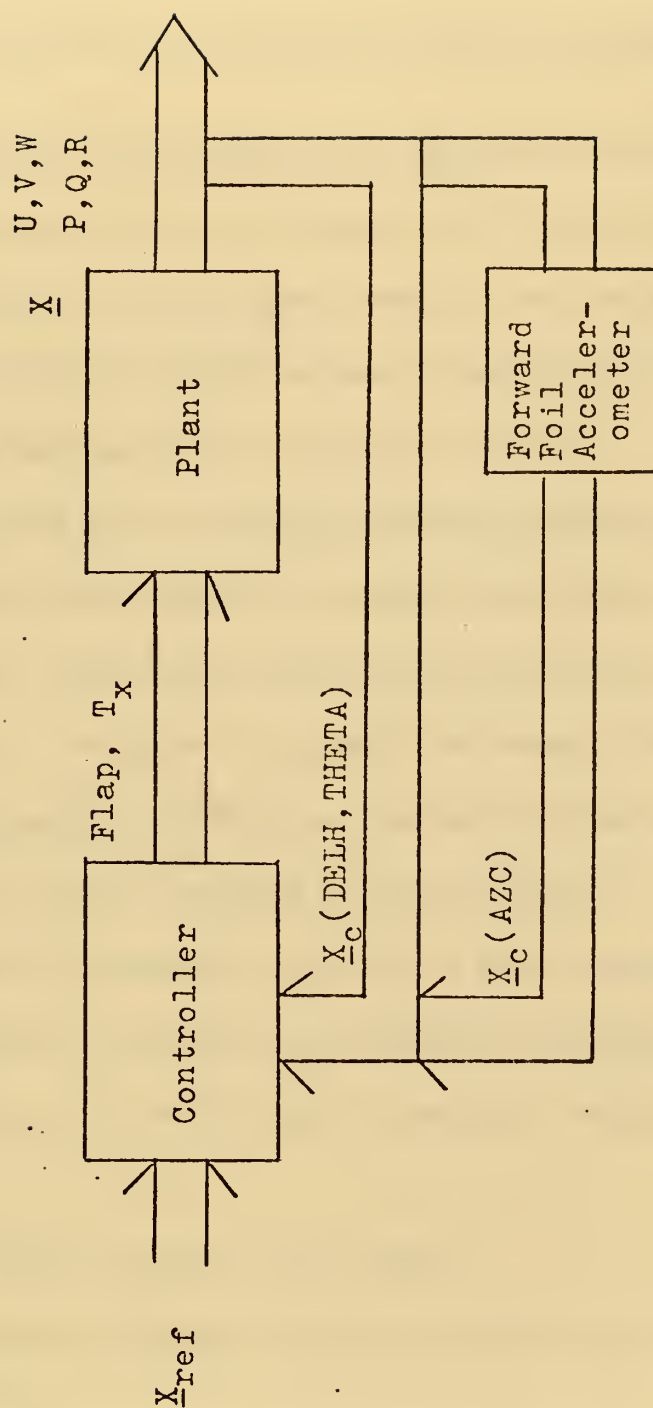 X_ref
Controller
Flap, T_x
Plant
X
U,V,W
P,Q,R
X_c(DELH,THETA)
X_c(AZC)
Forward
Foil
Acceler-
ometer